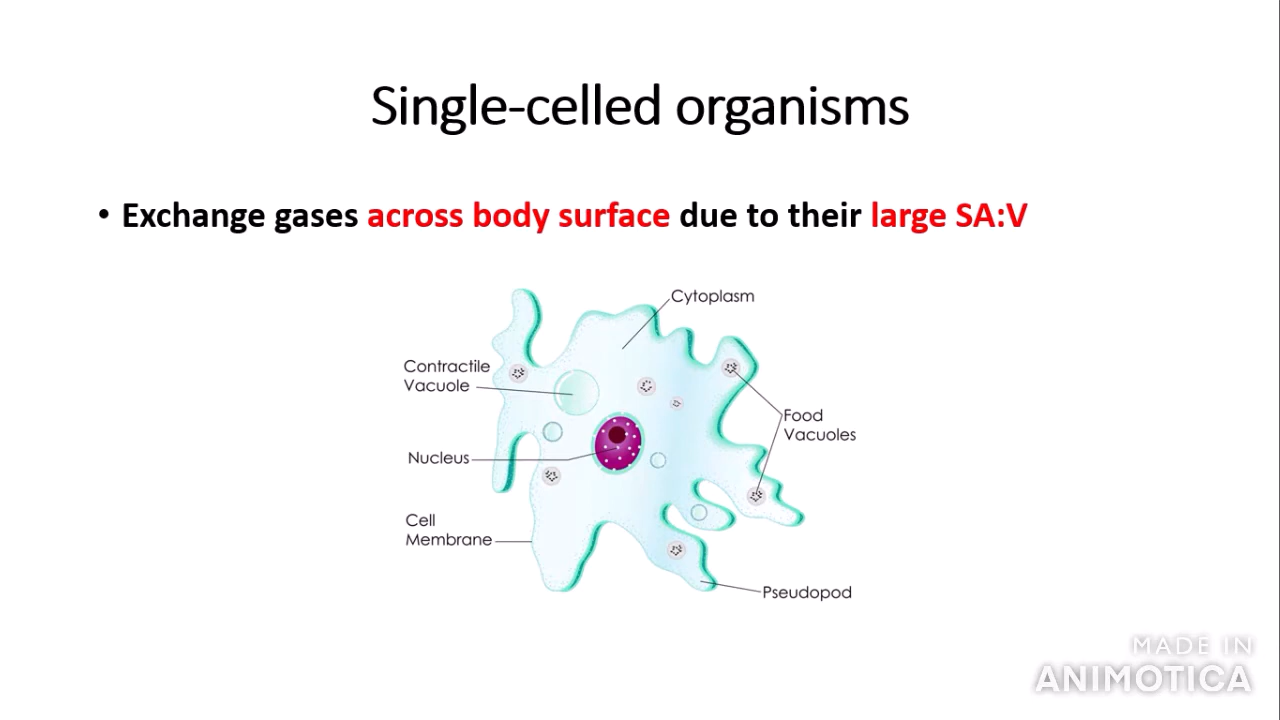 Single-celled organisms
• Exchange gases across body surface due to their large SA:V
Cytoplasm
Contractile
Vacuole
Food
Vacuoles
Nucleus
Cell
Membrane
Pseudopod
MADE IN
ANIMOTICA